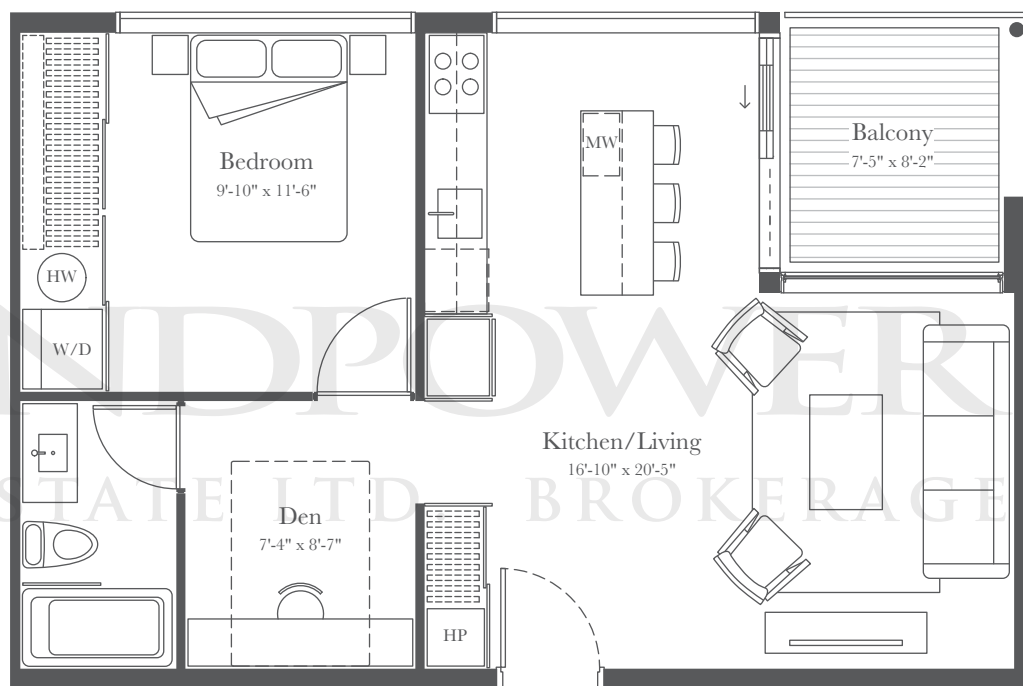 Bedroom
9'-10" x 11'-6"
MW
Balcony
7'-5" x 8'-2"
HW
W/D
NDPOWER
Kitchen/Living
16'-10" x 20'-5"
STATE LTD, BROKERAGE
Den
7'-4" x 8'-7"
HP